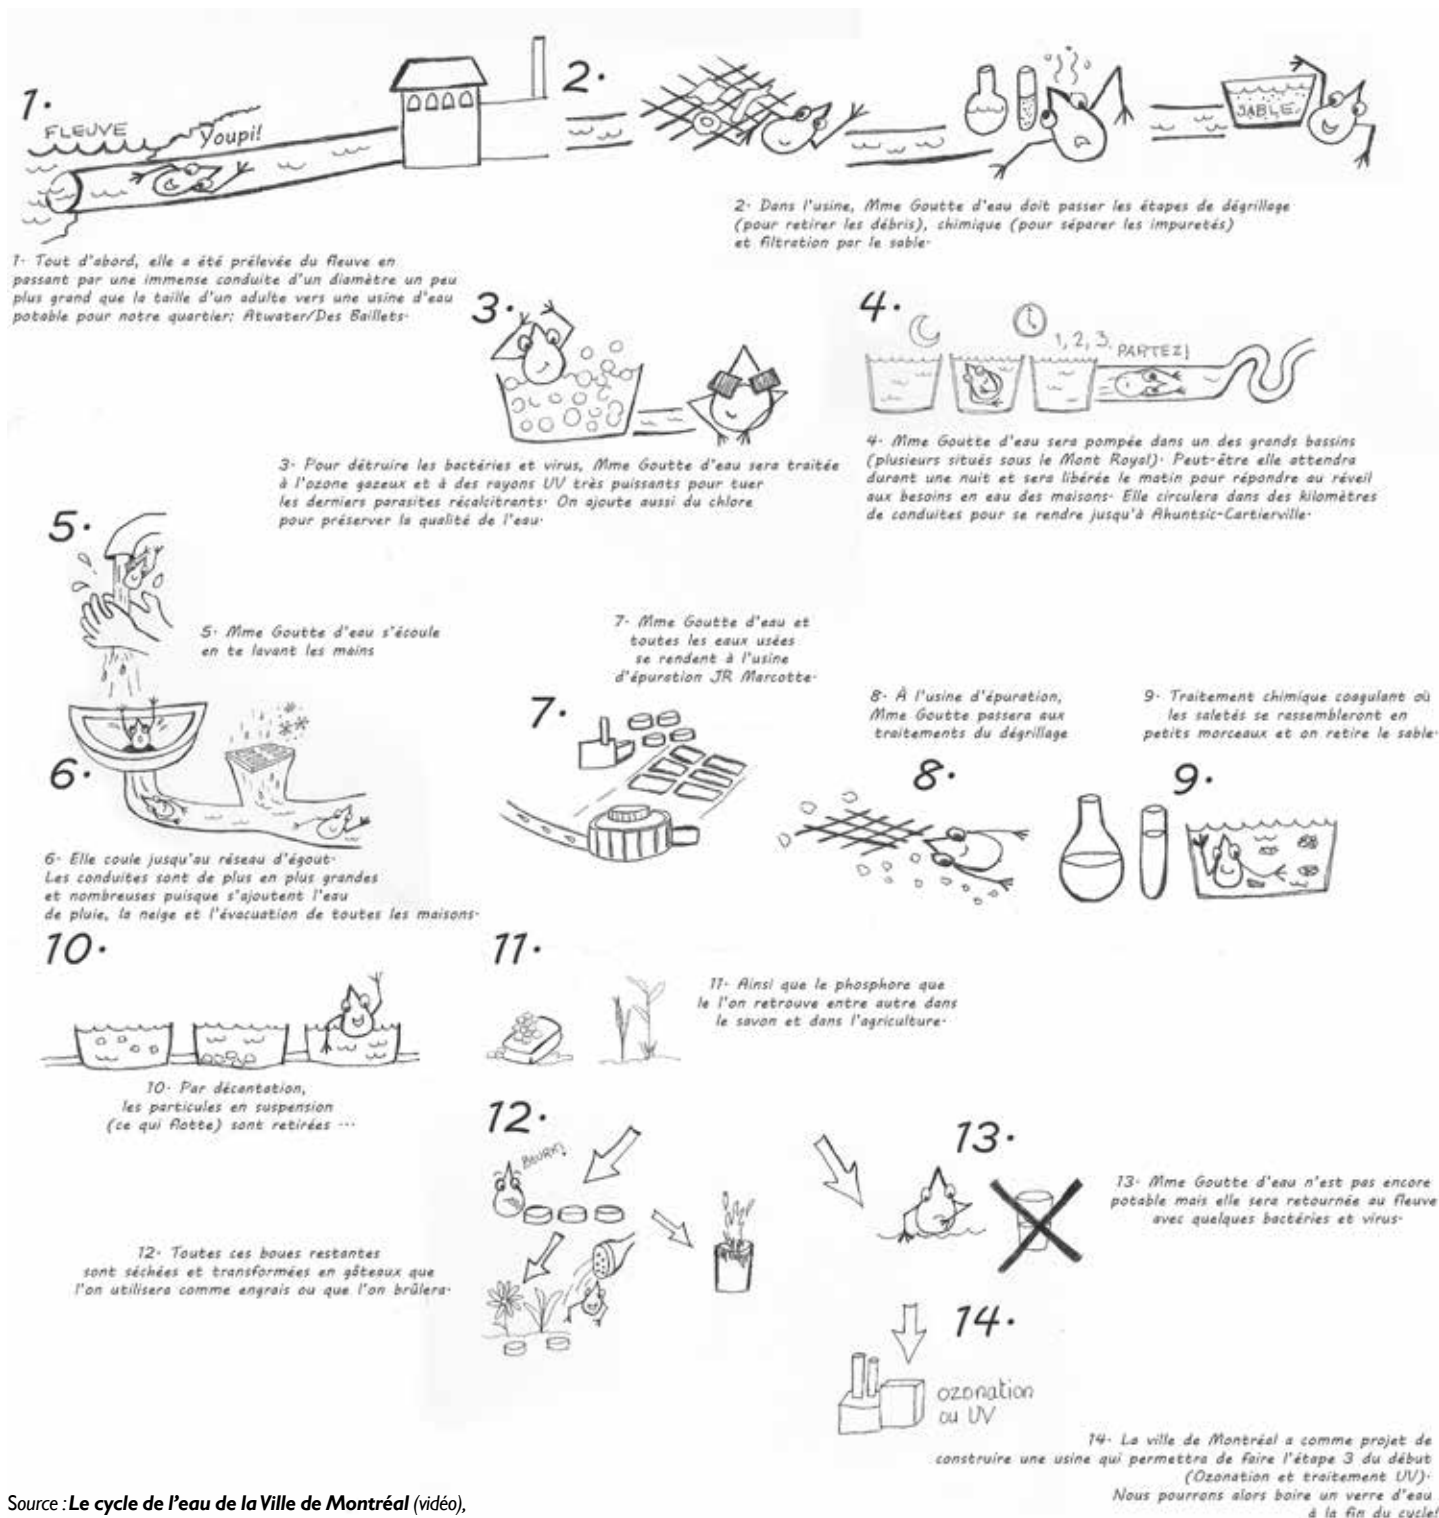 1.
FLEUVE
Youpi!
1. Tout d'abord, elle a été prélevée du fleuve en
passant par une immense conduite d'un diamètre un peu
plus grand que la taille d'un adulte vers une usine d'eau
potable pour notre quartier: Atwater/Des Baillets.
2.
SABLE
2. Dans l'usine, Mme Goutte d'eau doit passer les étapes de dégrillage
(pour retirer les débris), chimique (pour séparer les impuretés)
et filtration par le sable.
3.
3. Pour détruire les bactéries et virus, Mme Goutte d'eau sera traitée
à l'ozone gazeux et à des rayons UV très puissants pour tuer
les derniers parasites récalcitrants. On ajoute aussi du chlore
pour préserver la qualité de l'eau.
4.
1, 2, 3, PARTEZ!
4. Mme Goutte d'eau sera pompée dans un des grands bassins
(plusieurs situés sous le Mont Royal). Peut-être elle attendra
durant une nuit et sera libérée le matin pour répondre au réveil
aux besoins en eau des maisons. Elle circulera dans des kilomètres
de conduites pour se rendre jusqu'à Ahuntsic-Cartierville.
5.
5. Mme Goutte d'eau s'écoule
en te lavant les mains
6.
6. Elle coule jusqu'au réseau d'égout.
Les conduites sont de plus en plus grandes
et nombreuses puisque s'ajoutent l'eau
de pluie, la neige et l'évacuation de toutes les maisons.
7. Mme Goutte d'eau et
toutes les eaux usées
se rendent à l'usine
d'épuration JR Marcotte.
7.
8. À l'usine d'épuration,
Mme Goutte passera aux
traitements du dégrillage
8.
9. Traitement chimique coagulant où
les saletés se rassembleront en
petits morceaux et on retire le sable.
9.
10.
10. Par décantation,
les particules en suspension
(ce qui flotte) sont retirées ...
11.
11. Ainsi que le phosphore que
le l'on retrouve entre autre dans
le savon et dans l'agriculture.
12.
BEURK!
12. Toutes ces boues restantes
sont séchées et transformées en gâteaux que
l'on utilisera comme engrais ou que l'on brûlera.
13.
13. Mme Goutte d'eau n'est pas encore
potable mais elle sera retournée au fleuve
avec quelques bactéries et virus.
14.
ozonation
ou UV
14. La ville de Montréal a comme projet de
construire une usine qui permettra de faire l'étape 3 du début
(Ozonation et traitement UV).
Nous pourrons alors boire un verre d'eau
à la fin du cycle!
Source : Le cycle de l'eau de la Ville de Montréal (vidéo),